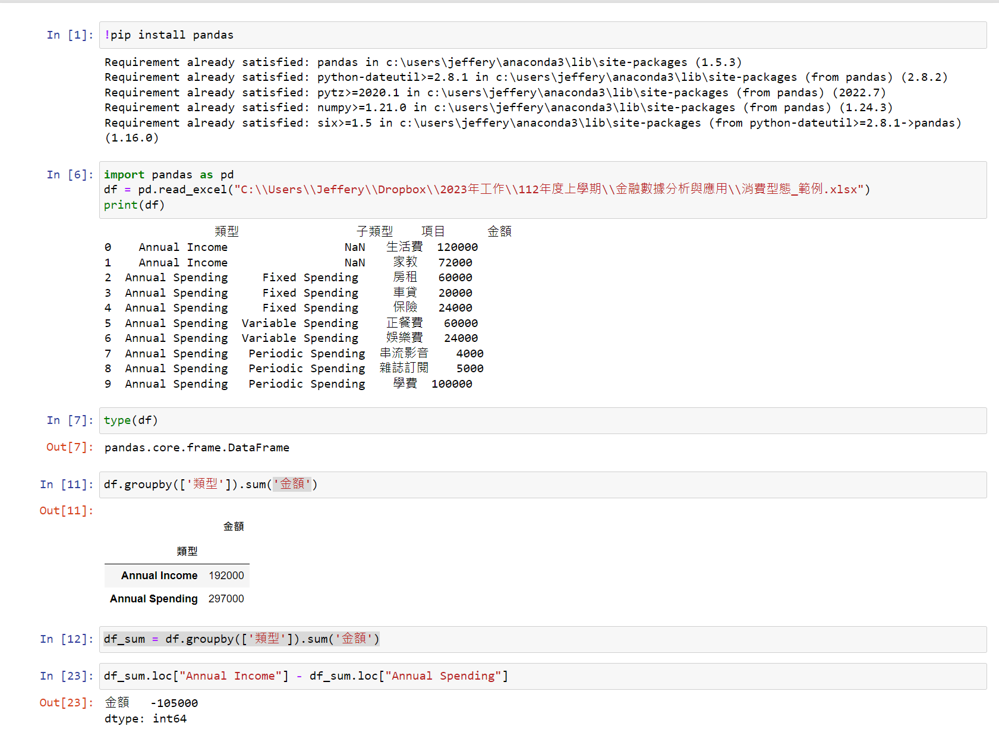 In [1]: !pip install pandas
Requirement already satisfied: pandas in c:\users\jeffery\anaconda3\lib\site-packages (1.5.3)
Requirement already satisfied: python-dateutil>=2.8.1 in c:\users\jeffery\anaconda3\lib\site-packages (from pandas) (2.8.2)
Requirement already satisfied: pytz>=2020.1 in c:\users\jeffery\anaconda3\lib\site-packages (from pandas) (2022.7)
Requirement already satisfied: numpy>=1.21.0 in c:\users\jeffery\anaconda3\lib\site-packages (from pandas) (1.24.3)
Requirement already satisfied: six>=1.5 in c:\users\jeffery\anaconda3\lib\site-packages (from python-dateutil>=2.8.1->pandas)
(1.16.0)
In [6]: import pandas as pd
df = pd.read_excel("C:\\Users\\Jeffery\\Dropbox\\2023年工作\\112年度上學期\\金融數據分析與應用\\消費型態_範例.xlsx")
print(df)
類型 子類型 項目 金額
0 Annual Income NaN 生活費 120000
1 Annual Income NaN 家教 72000
2 Annual Spending Fixed Spending 房租 60000
3 Annual Spending Fixed Spending 車貸 20000
4 Annual Spending Fixed Spending 保險 24000
5 Annual Spending Variable Spending 正餐費 60000
6 Annual Spending Variable Spending 娛樂費 24000
7 Annual Spending Periodic Spending 串流影音 4000
8 Annual Spending Periodic Spending 雜誌訂閱 5000
9 Annual Spending Periodic Spending 學費 100000
In [7]: type(df)
Out[7]: pandas.core.frame.DataFrame
In [11]: df.groupby(['類型']).sum('金額')
Out[11]:
金額
類型
Annual Income 192000
Annual Spending 297000
In [12]: df_sum = df.groupby(['類型']).sum('金額')
In [23]: df_sum.loc["Annual Income"] - df_sum.loc["Annual Spending"]
Out[23]: 金額 -105000
dtype: int64